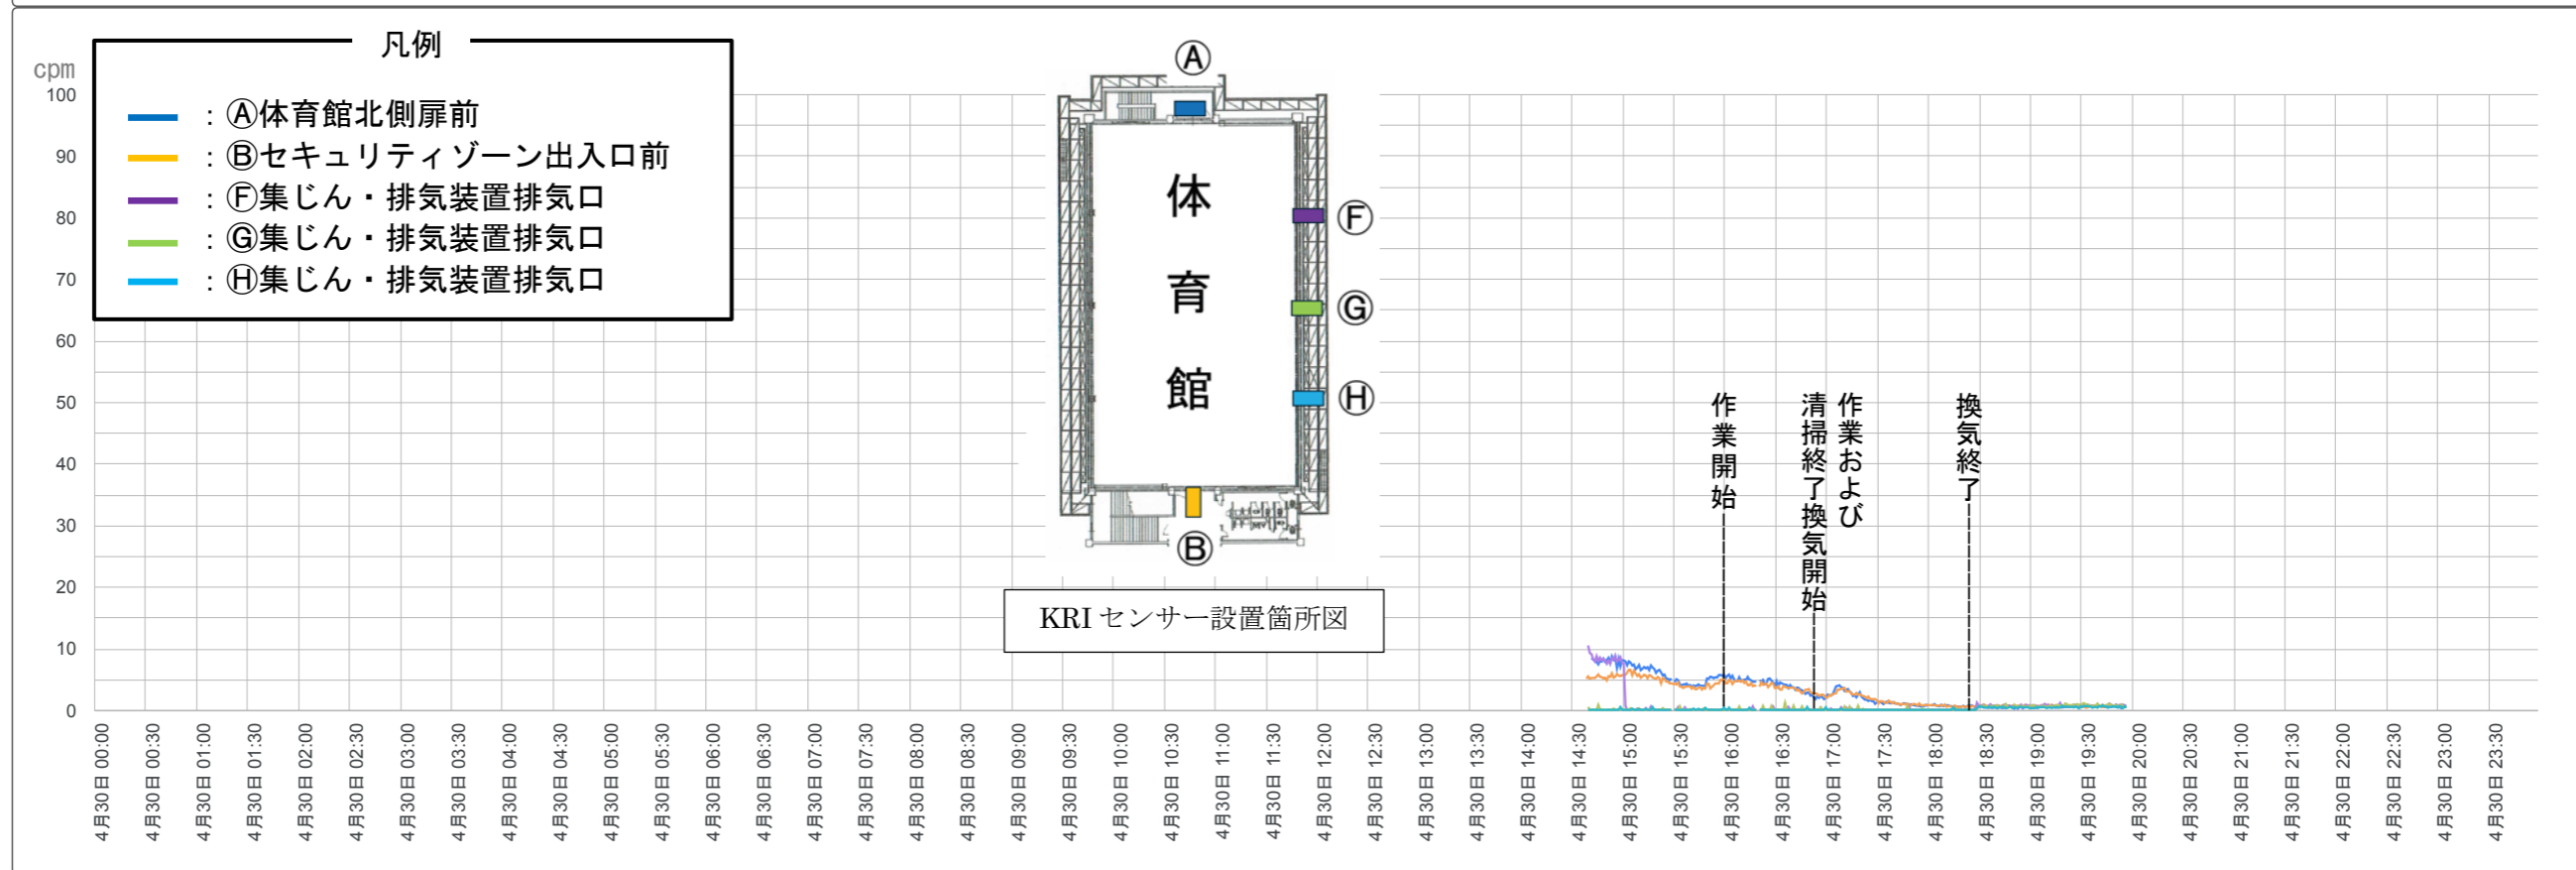 凡例
cpm
: Ⓐ体育館北側扉前
: Ⓑセキュリティゾーン出入口前
: Ⓕ集じん・排気装置排気口
: Ⓖ集じん・排気装置排気口
: Ⓗ集じん・排気装置排気口
100
90
80
70
60
50
40
30
20
10
0
Ⓐ
体
育
館
Ⓕ
Ⓖ
Ⓗ
Ⓑ
KRIセンサー設置箇所図
作業開始
作業および
清掃終了換気開始
換気終了
4月30日 00:00
4月30日 00:30
4月30日 01:00
4月30日 01:30
4月30日 02:00
4月30日 02:30
4月30日 03:00
4月30日 03:30
4月30日 04:00
4月30日 04:30
4月30日 05:00
4月30日 05:30
4月30日 06:00
4月30日 06:30
4月30日 07:00
4月30日 07:30
4月30日 08:00
4月30日 08:30
4月30日 09:00
4月30日 09:30
4月30日 10:00
4月30日 10:30
4月30日 11:00
4月30日 11:30
4月30日 12:00
4月30日 12:30
4月30日 13:00
4月30日 13:30
4月30日 14:00
4月30日 14:30
4月30日 15:00
4月30日 15:30
4月30日 16:00
4月30日 16:30
4月30日 17:00
4月30日 17:30
4月30日 18:00
4月30日 18:30
4月30日 19:00
4月30日 19:30
4月30日 20:00
4月30日 20:30
4月30日 21:00
4月30日 21:30
4月30日 22:00
4月30日 22:30
4月30日 23:00
4月30日 23:30